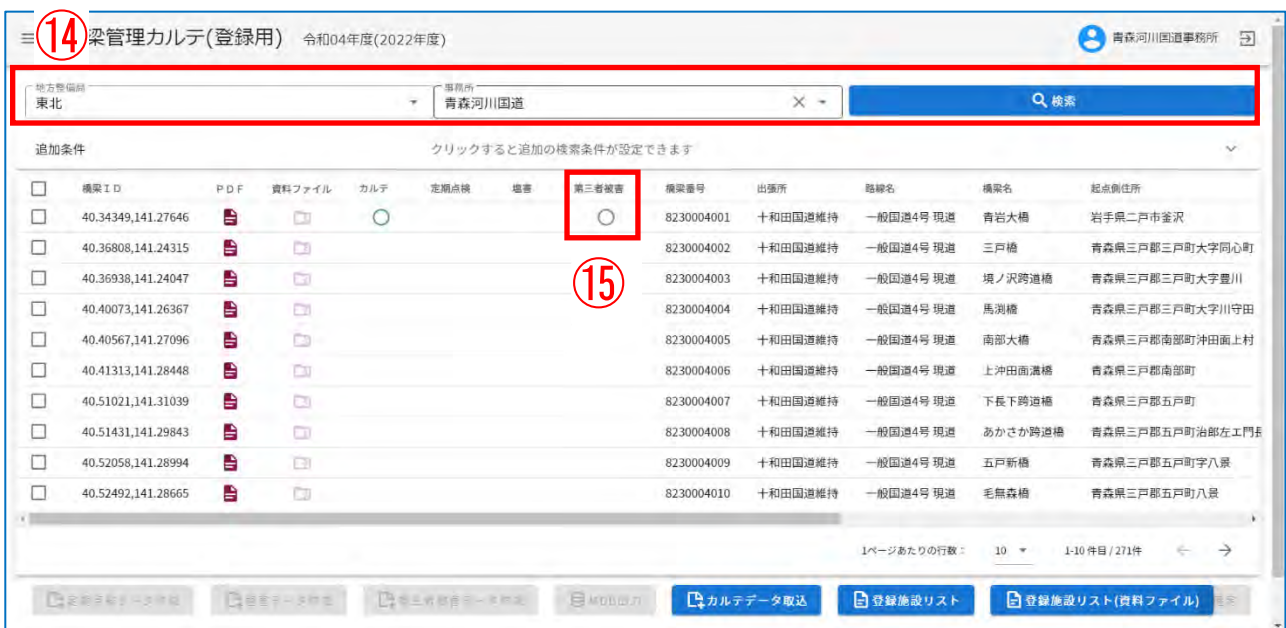 ⑭
梁管理カルテ(登録用) 令和04年度(2022年度) 青森河川国道事務所
地方整備局 事務所
東北 青森河川国道 検索
追加条件 クリックすると追加の検索条件が設定できます
橋梁ID PDF 資料ファイル カルテ 定期点検 塩害 第三者被害 橋梁番号 出張所 路線名 橋梁名 起点側住所
40.34349,141.27646 8230004001 十和田国道維持 一般国道4号 現道 青岩大橋 岩手県二戸市釜沢
40.36808,141.24315 8230004002 十和田国道維持 一般国道4号 現道 三戸橋 青森県三戸郡三戸町大字同心町
40.36938,141.24047 8230004003 十和田国道維持 一般国道4号 現道 境ノ沢跨道橋 青森県三戸郡三戸町大字豊川
⑮
40.40073,141.26367 8230004004 十和田国道維持 一般国道4号 現道 馬渕橋 青森県三戸郡三戸町大字川守田
40.40567,141.27096 8230004005 十和田国道維持 一般国道4号 現道 南部大橋 青森県三戸郡南部町沖田面上村
40.41313,141.28448 8230004006 十和田国道維持 一般国道4号 現道 上沖田面溝橋 青森県三戸郡南部町
40.51021,141.31039 8230004007 十和田国道維持 一般国道4号 現道 下長下跨道橋 青森県三戸郡五戸町
40.51431,141.29843 8230004008 十和田国道維持 一般国道4号 現道 あかさか跨道橋 青森県三戸郡五戸町治郎左エ門長
40.52058,141.28994 8230004009 十和田国道維持 一般国道4号 現道 五戸新橋 青森県三戸郡五戸町字八景
40.52492,141.28665 8230004010 十和田国道維持 一般国道4号 現道 毛無森橋 青森県三戸郡五戸町八景
1ページあたりの行数: 10 1-10 件目 / 271件
MDB出力 カルテデータ取込 登録施設リスト 登録施設リスト(資料ファイル)